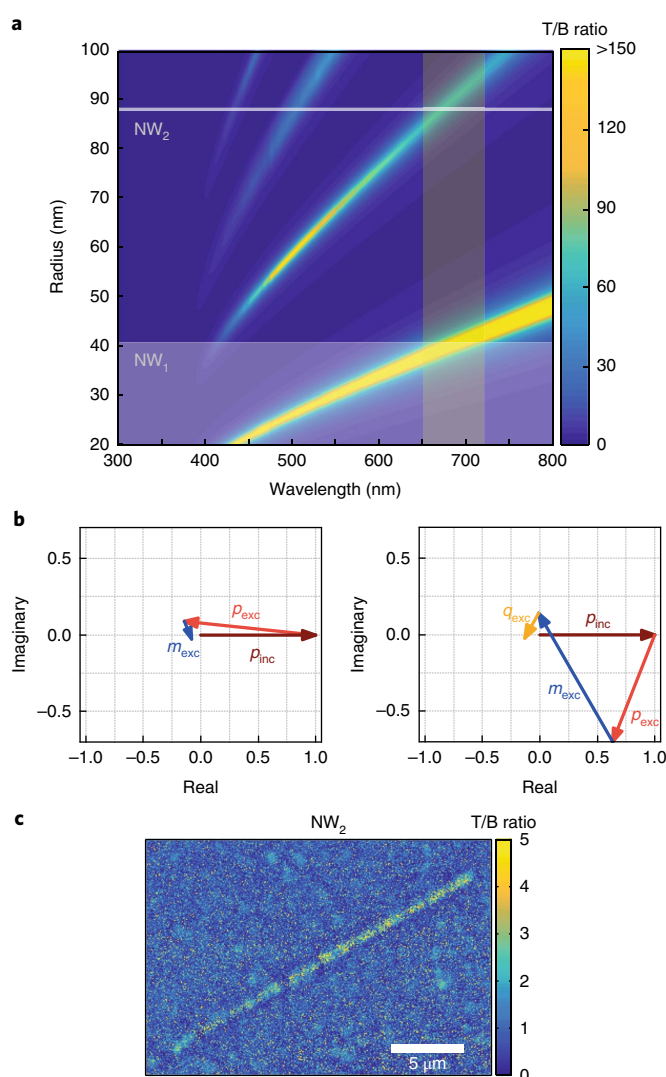 a
T/B ratio
100
90
80
70
60
50
40
30
20
Radius (nm)
NW2
NW1
300
400
500
600
700
800
Wavelength (nm)
>150
120
90
60
30
0
b
0.5
0.0
−0.5
Imaginary
pexc
mexc
pinc
−1.0
−0.5
0.0
0.5
1.0
Real
0.5
0.0
−0.5
Imaginary
qexc
pinc
mexc
pexc
−1.0
−0.5
0.0
0.5
1.0
Real
c
NW2
T/B ratio
5
4
3
2
1
0
5 μm